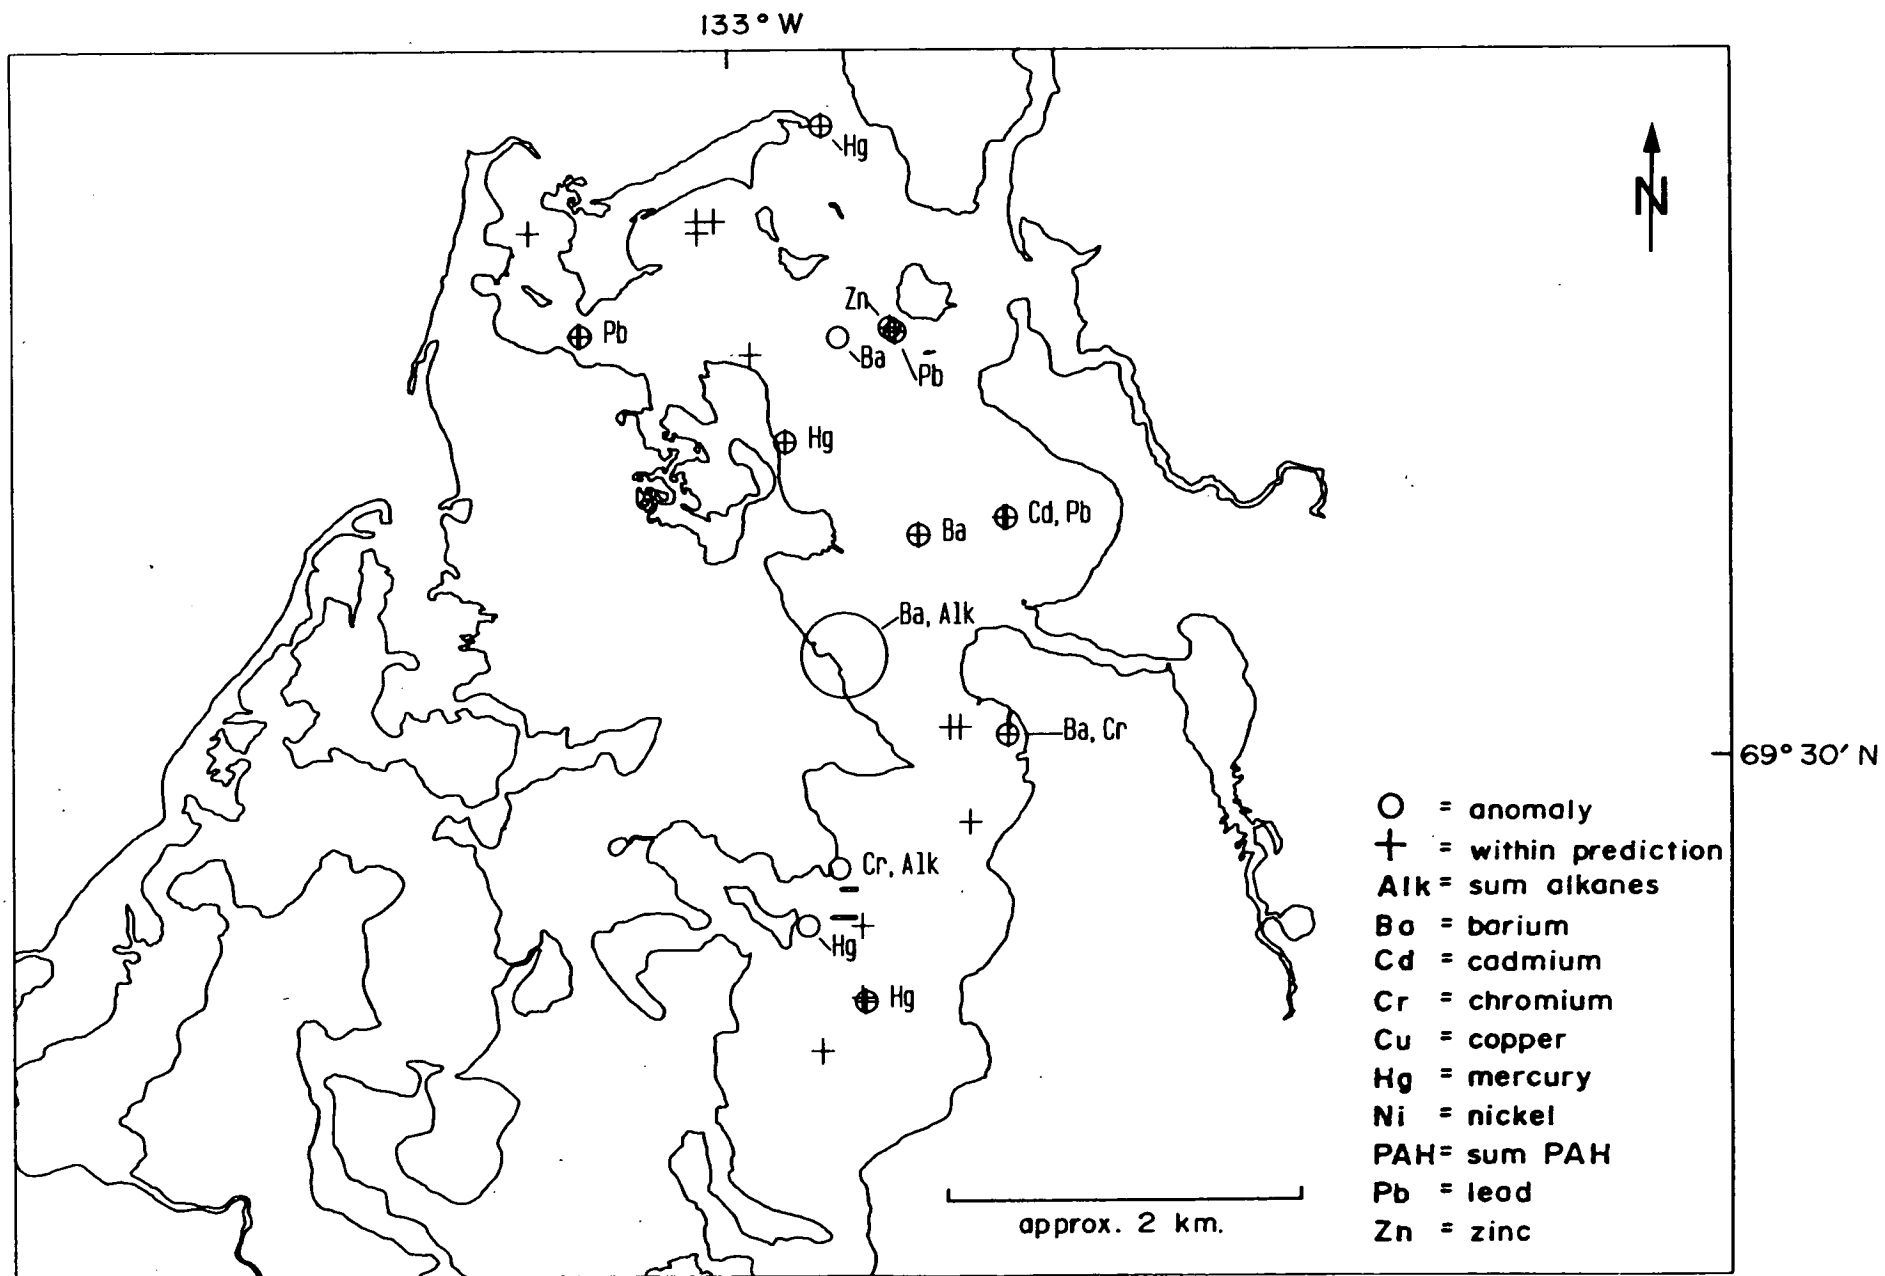 133° W
Hg
N
Zn
Pb
Ba
Pb
Hg
Cd, Pb
Ba
Ba, Alk
Ba, Cr
69° 30′ N
Cr, Alk
Hg
Hg
O = anomaly
+ = within prediction
Alk = sum alkanes
Ba = barium
Cd = cadmium
Cr = chromium
Cu = copper
Hg = mercury
Ni = nickel
PAH = sum PAH
Pb = lead
Zn = zinc
approx. 2 km.